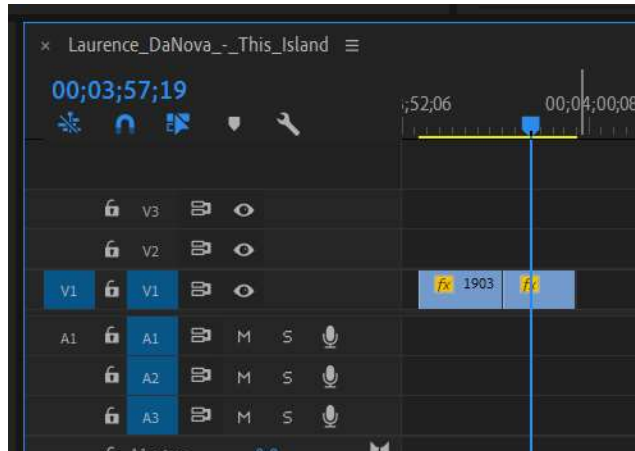 × Laurence_DaNova_-_This_Island ≡
00;03;57;19
;52;06 00;04;00;08
V3
V2
V1 V1 fx 1903 fx
A1 A1 M S
A2 M S
A3 M S